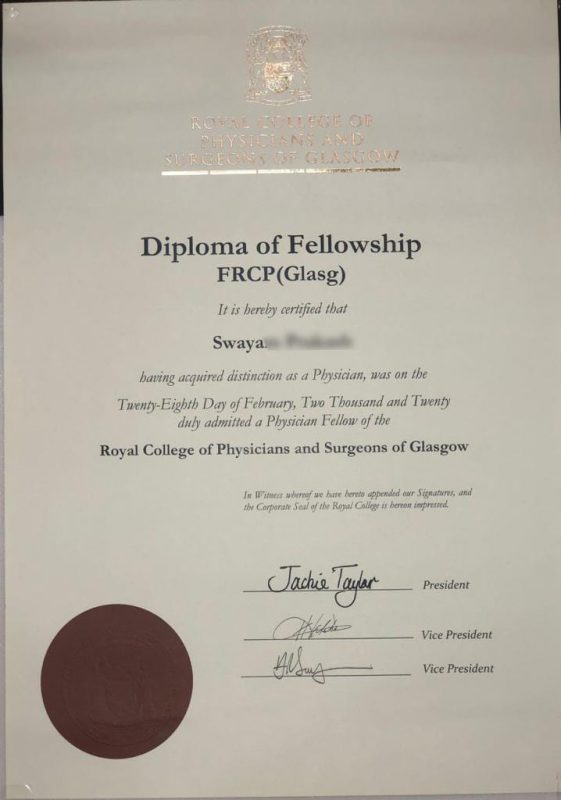 ROYAL COLLEGE OF
PHYSICIANS AND
SURGEONS OF GLASGOW
Diploma of Fellowship
FRCP(Glasg)
It is hereby certified that
having acquired distinction as a Physician, was on the
Twenty-Eighth Day of February, Two Thousand and Twenty
duly admitted a Physician Fellow of the
Royal College of Physicians and Surgeons of Glasgow
In Witness whereof we have hereto appended our Signatures, and
the Corporate Seal of the Royal College is hereon impressed.
Jackie Taylor President
Vice President
Vice President